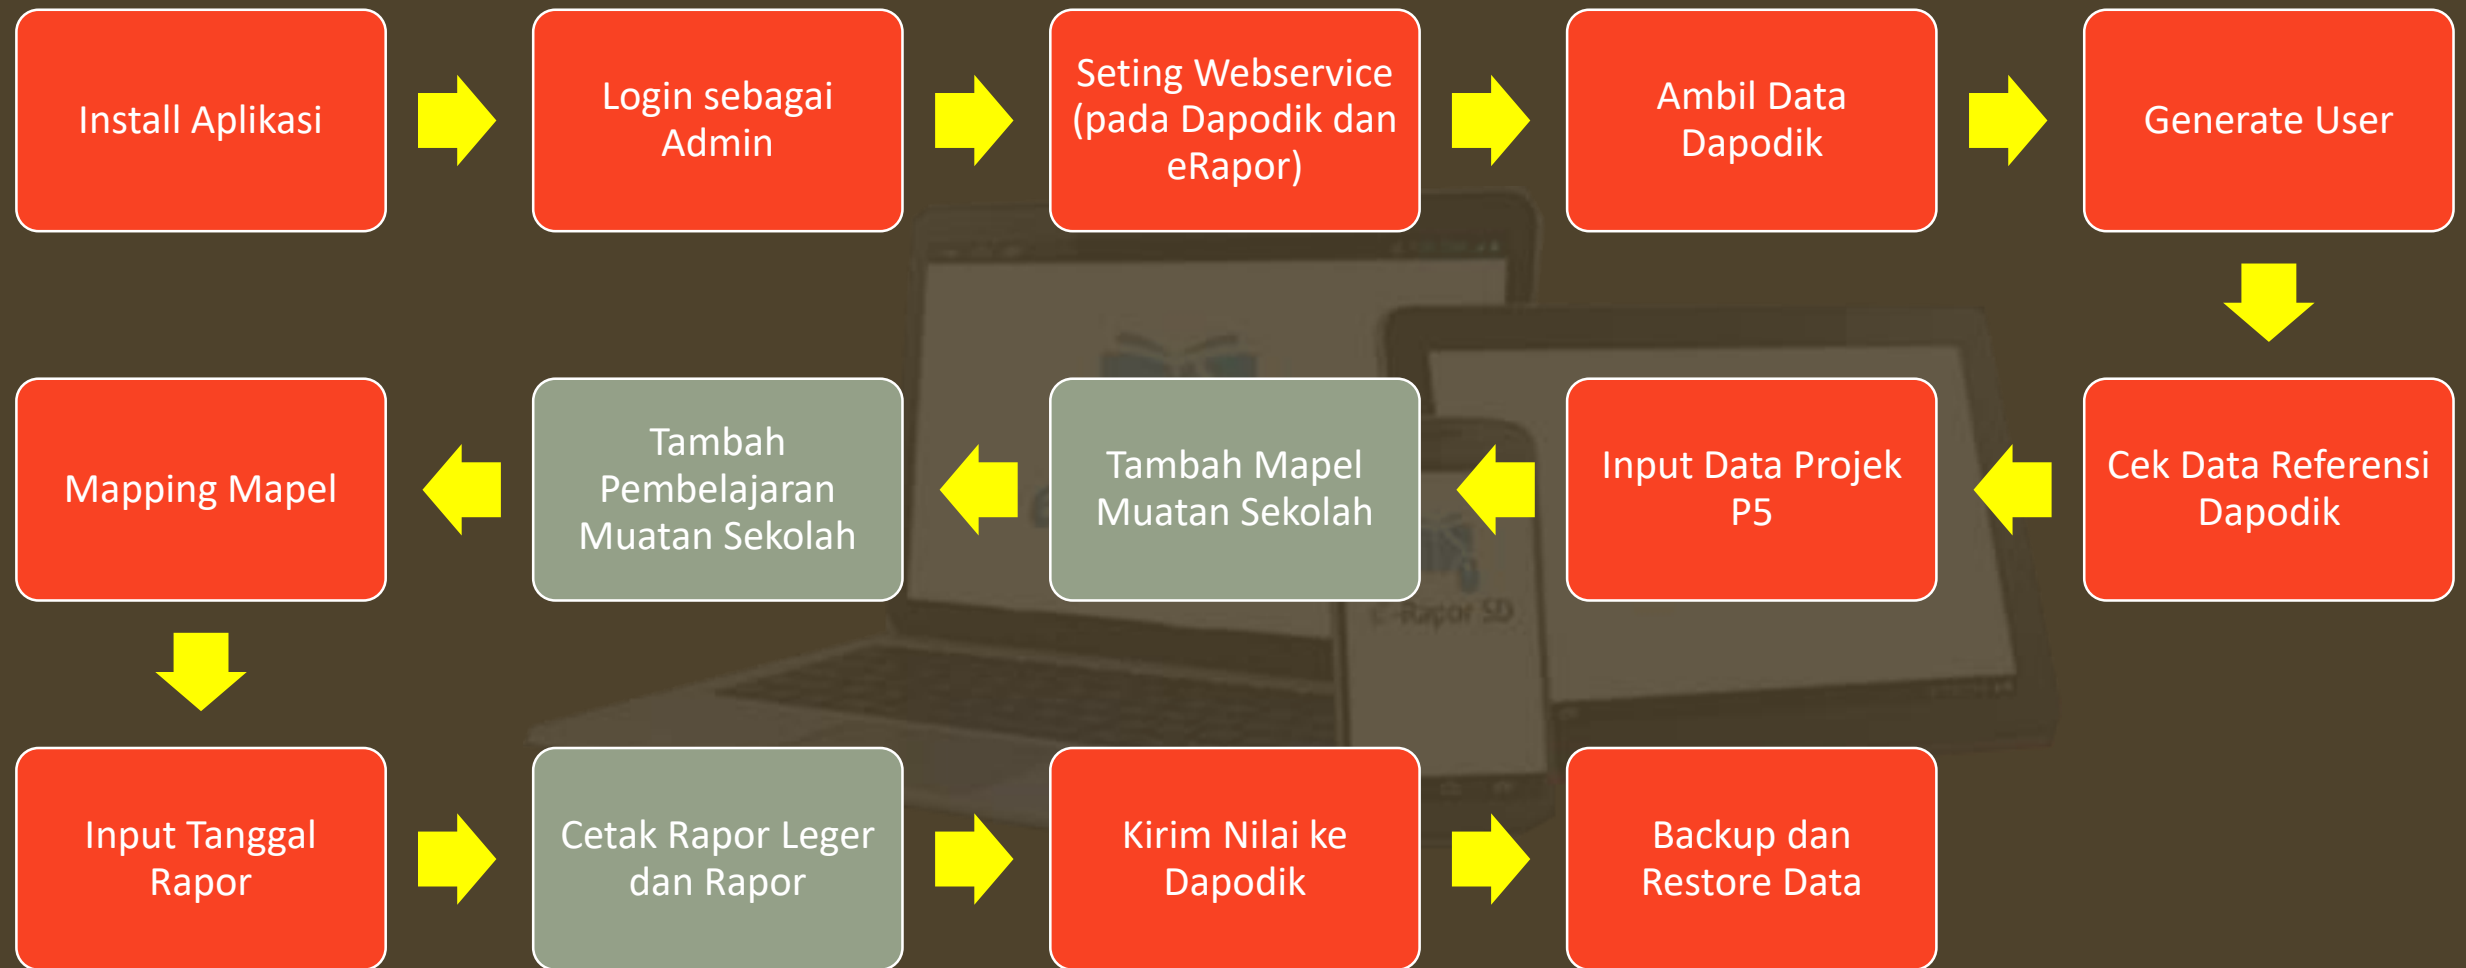 Install Aplikasi
Login sebagai
Admin
Seting Webservice
(pada Dapodik dan
eRapor)
Ambil Data
Dapodik
Generate User
Cek Data Referensi
Dapodik
Input Data Projek
P5
Tambah Mapel
Muatan Sekolah
Tambah
Pembelajaran
Muatan Sekolah
Mapping Mapel
Input Tanggal
Rapor
Cetak Rapor Leger
dan Rapor
Kirim Nilai ke
Dapodik
Backup dan
Restore Data
E-Rapor SD